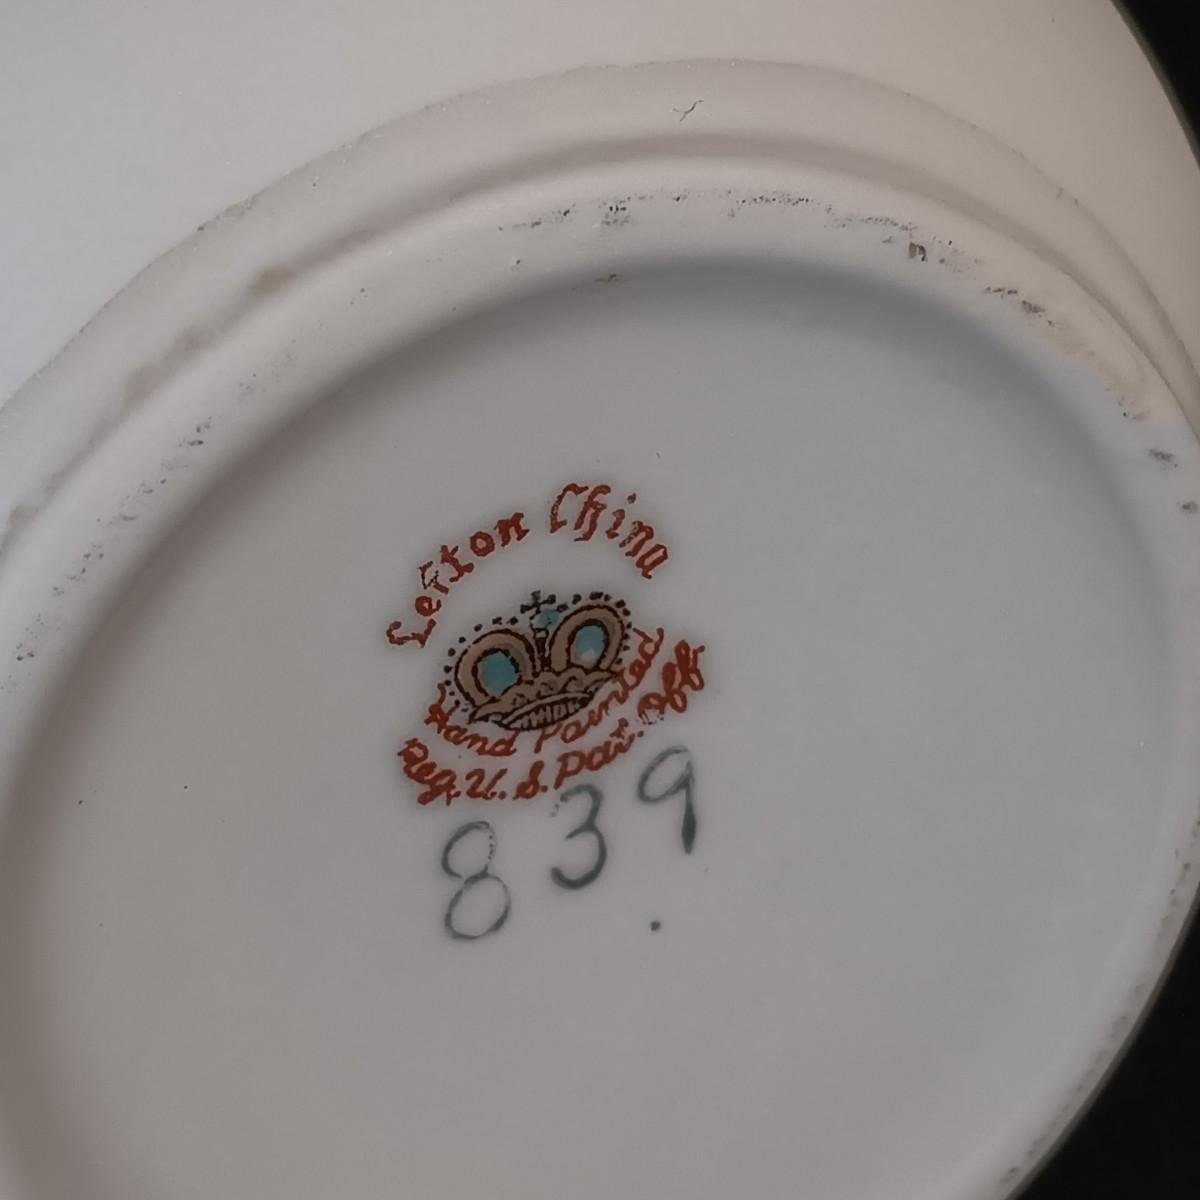 Lefton China
Hand Painted
Reg. U. S. Pat. Off.
839